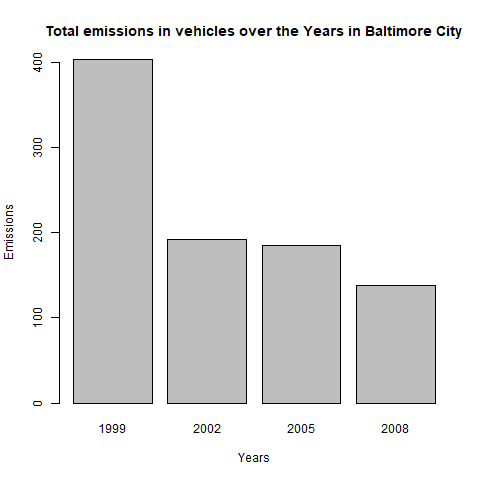 Total emissions in vehicles over the Years in Baltimore City
Emissions
400
300
200
100
0
1999 2002 2005 2008
Years